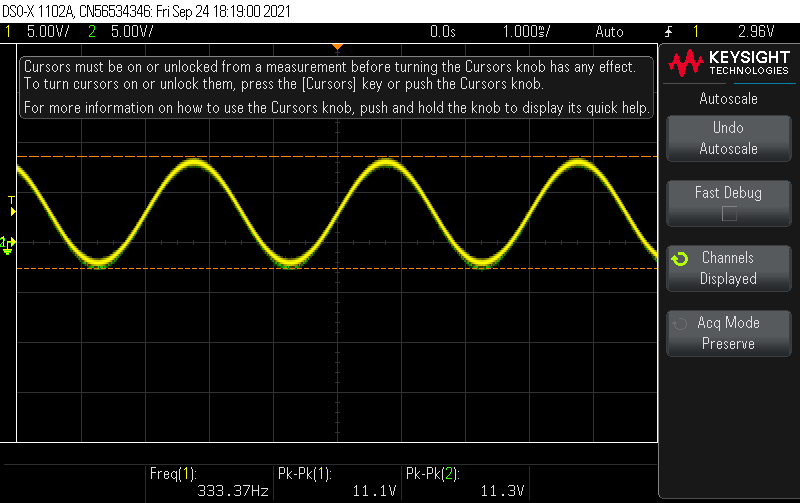 DSO-X 1102A, CN56534346: Fri Sep 24 18:19:00 2021
1 5.00V/ 2 5.00V/ 0.0s 1.000ms/ Auto 1 2.96V
Cursors must be on or unlocked from a measurement before turning the Cursors knob has any effect.
To turn cursors on or unlock them, press the [Cursors] key or push the Cursors knob.
For more information on how to use the Cursors knob, push and hold the knob to display its quick help.
KEYSIGHT
TECHNOLOGIES
Autoscale
Undo
Autoscale
Fast Debug
Channels
Displayed
Acq Mode
Preserve
T
Freq(1): Pk-Pk(1): Pk-Pk(2):
333.37Hz 11.1V 11.3V